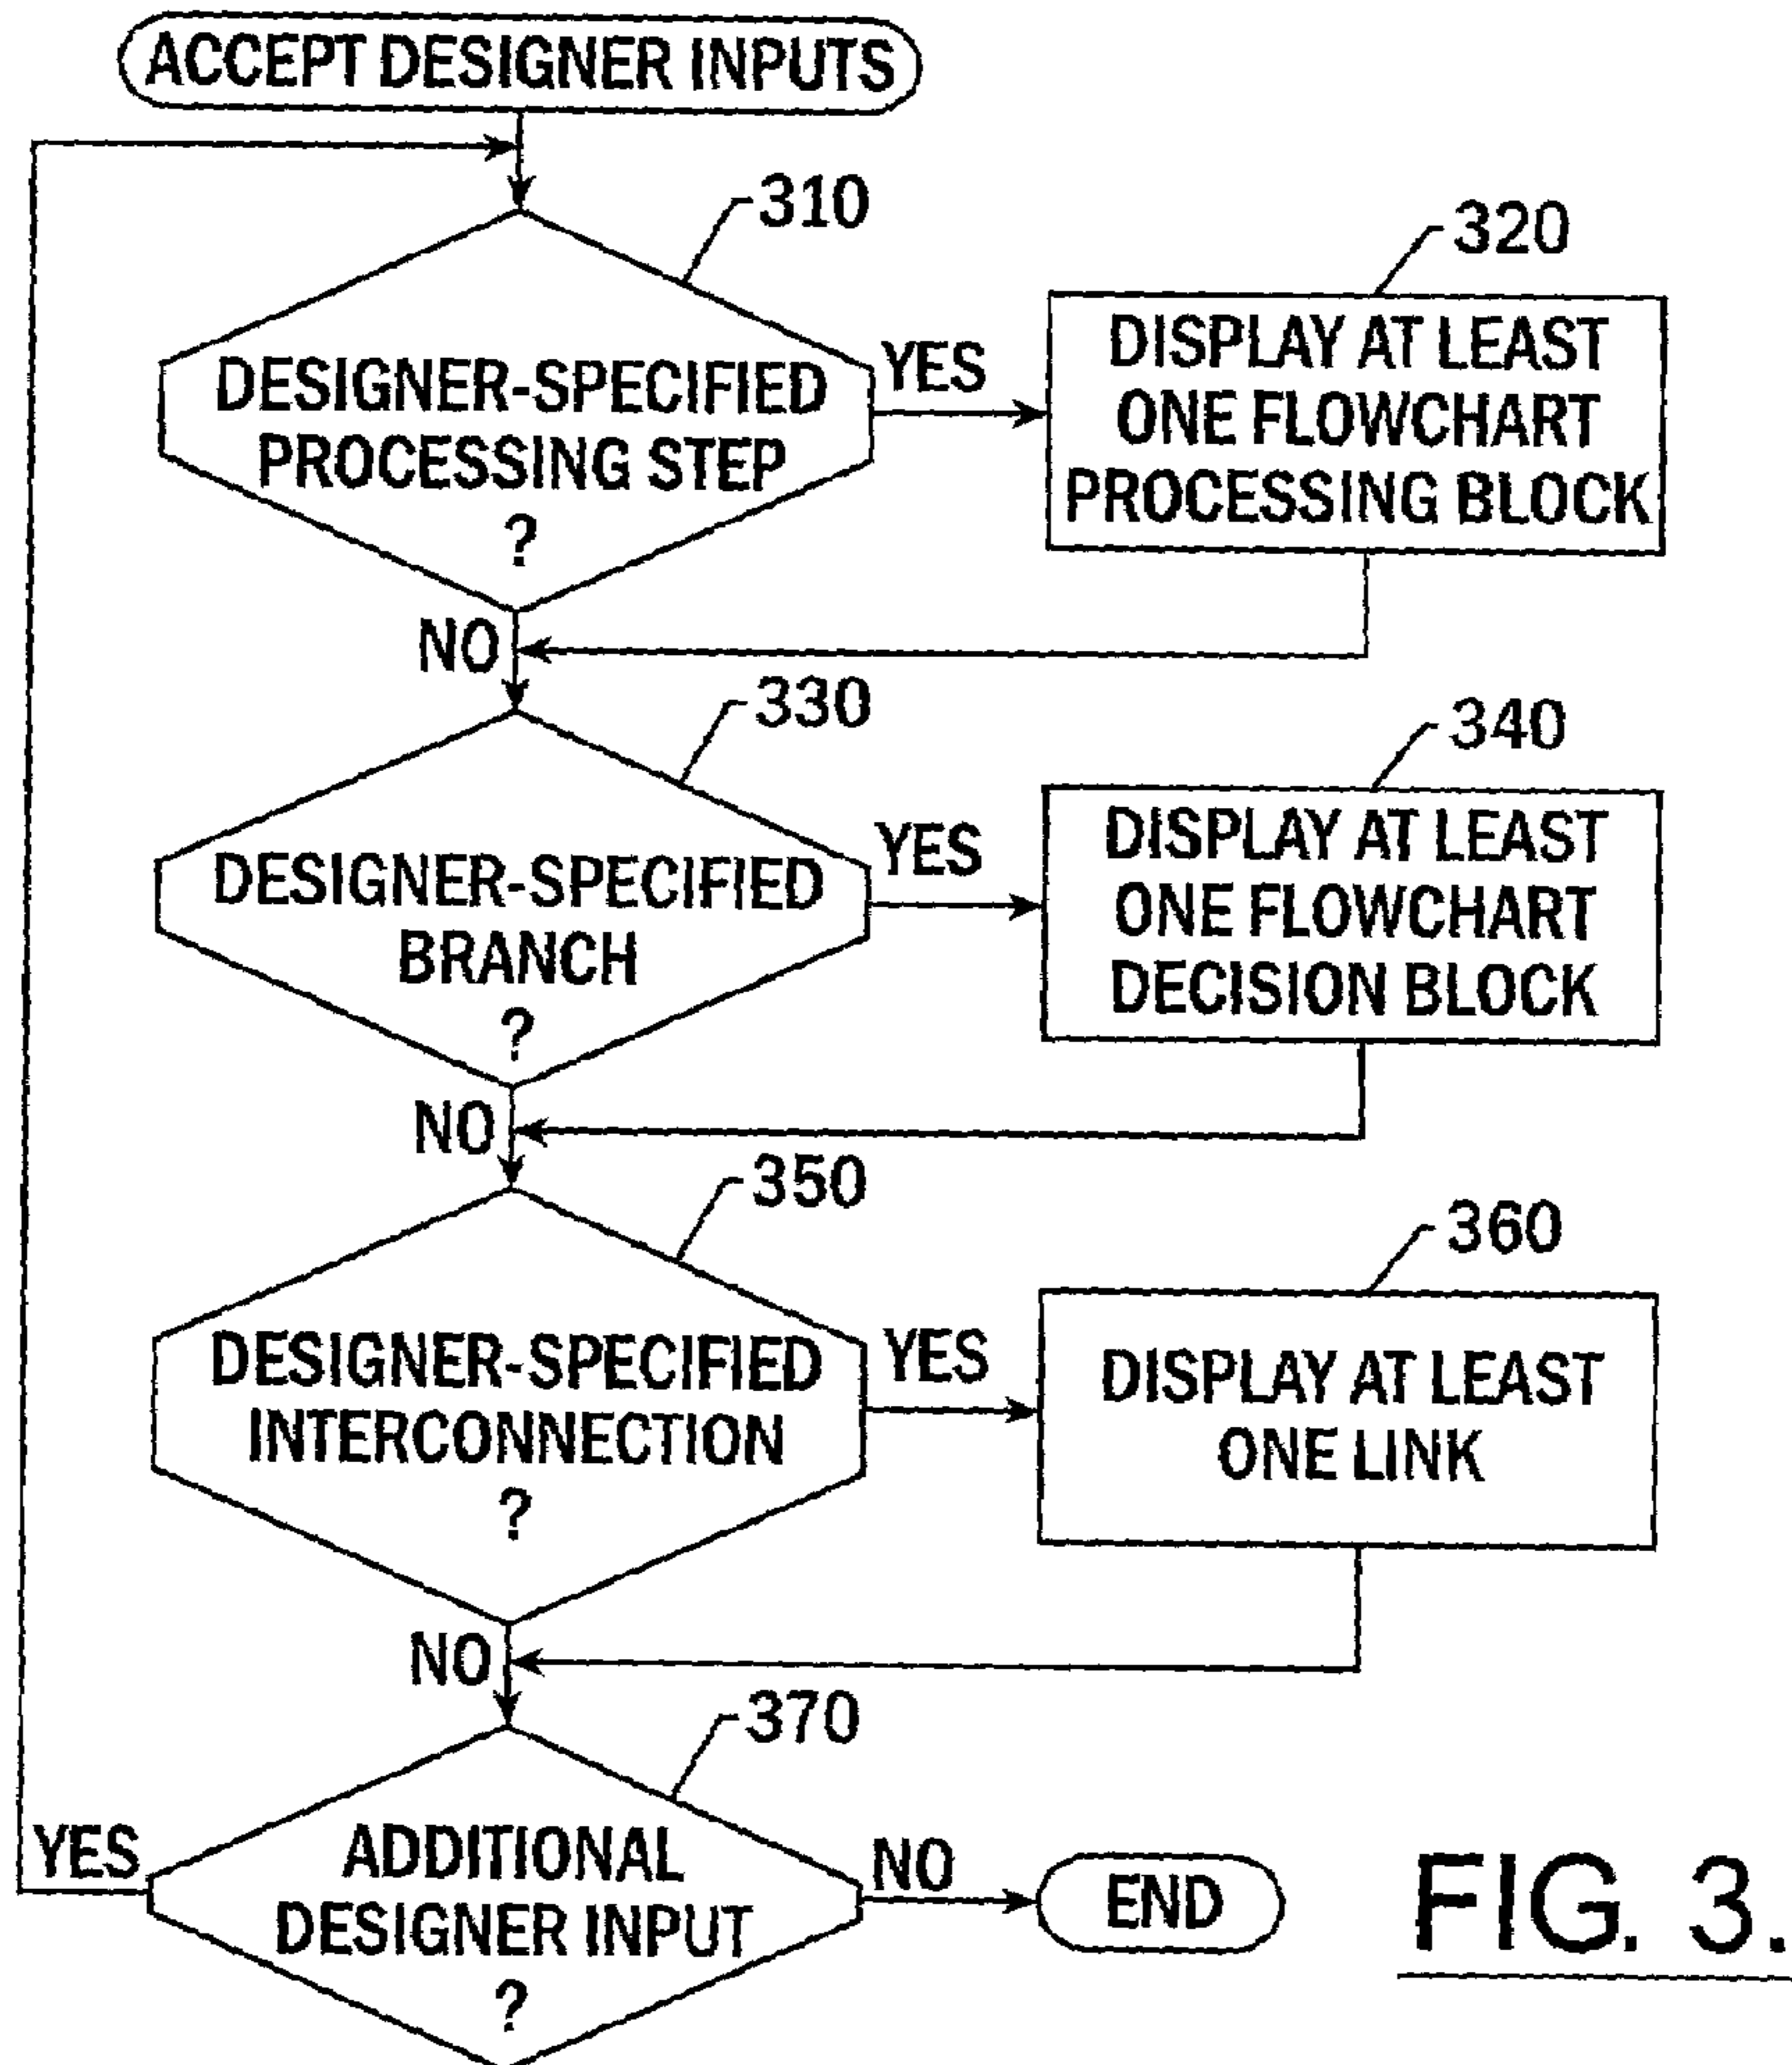 ACCEPT DESIGNER INPUTS
310
DESIGNER-SPECIFIED
PROCESSING STEP
?
YES
320
DISPLAY AT LEAST
ONE FLOWCHART
PROCESSING BLOCK
NO
330
DESIGNER-SPECIFIED
BRANCH
?
YES
340
DISPLAY AT LEAST
ONE FLOWCHART
DECISION BLOCK
NO
350
DESIGNER-SPECIFIED
INTERCONNECTION
?
YES
360
DISPLAY AT LEAST
ONE LINK
NO
370
YES
ADDITIONAL
DESIGNER INPUT
?
NO
END
FIG. 3.